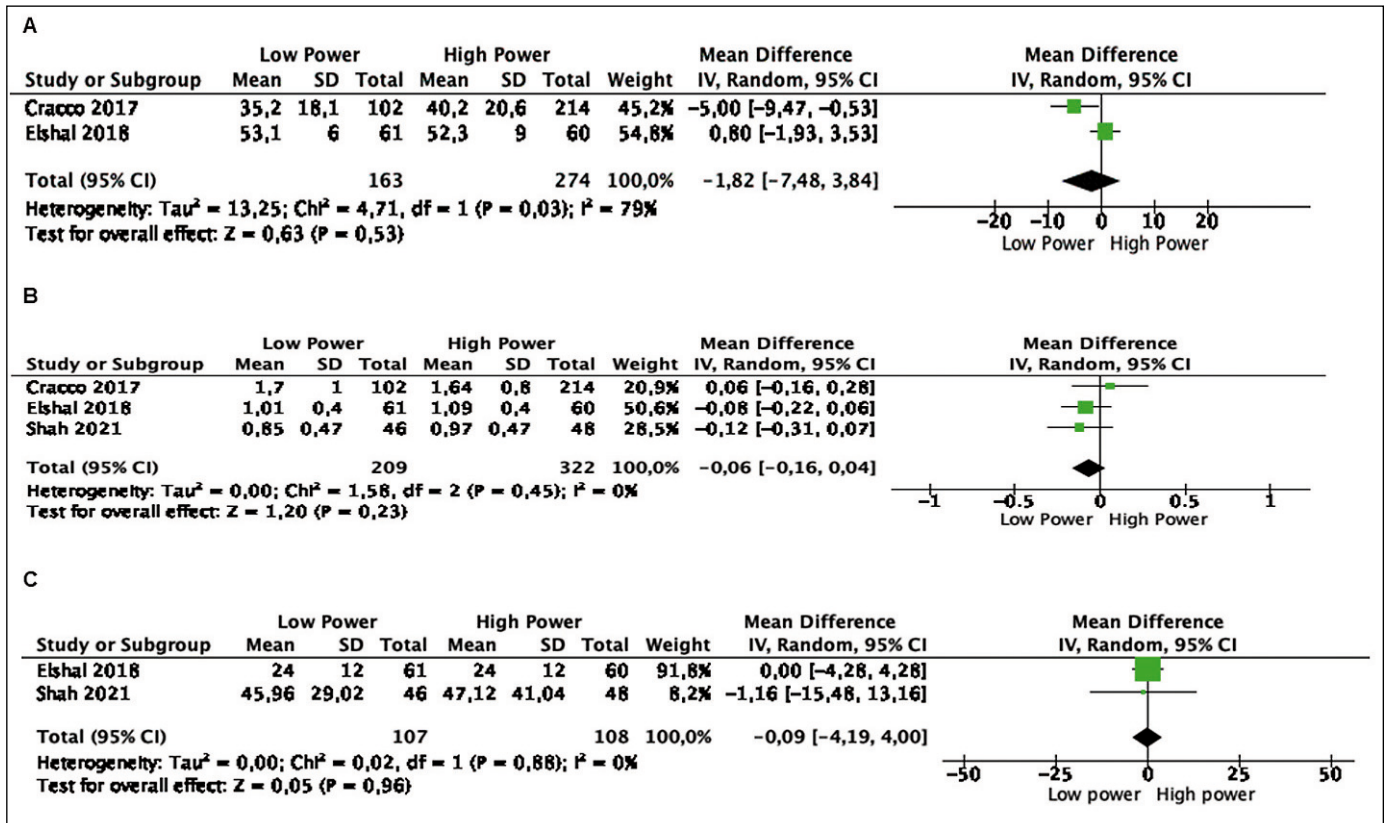 A
Low Power High Power Mean Difference Mean Difference
Study or Subgroup Mean SD Total Mean SD Total Weight IV, Random, 95% CI IV, Random, 95% CI
Cracco 2017 35,2 18,1 102 40,2 20,6 214 45,2% −5,00 [−9,47, −0,53]
Elshal 2018 53,1 6 61 52,3 9 60 54,8% 0,80 [−1,93, 3,53]
Total (95% CI) 163 274 100,0% −1,82 [−7,48, 3,84]
Heterogeneity: Tau² = 13,25; Chi² = 4,71, df = 1 (P = 0,03); I² = 79%
Test for overall effect: Z = 0,63 (P = 0,53)
−20 −10 0 10 20
Low Power High Power
B
Low Power High Power Mean Difference Mean Difference
Study or Subgroup Mean SD Total Mean SD Total Weight IV, Random, 95% CI IV, Random, 95% CI
Cracco 2017 1,7 1 102 1,64 0,8 214 20,9% 0,06 [−0,16, 0,28]
Elshal 2018 1,01 0,4 61 1,09 0,4 60 50,6% −0,08 [−0,22, 0,06]
Shah 2021 0,85 0,47 46 0,97 0,47 48 28,5% −0,12 [−0,31, 0,07]
Total (95% CI) 209 322 100,0% −0,06 [−0,16, 0,04]
Heterogeneity: Tau² = 0,00; Chi² = 1,58, df = 2 (P = 0,45); I² = 0%
Test for overall effect: Z = 1,20 (P = 0,23)
−1 −0.5 0 0.5 1
Low Power High Power
C
Low Power High Power Mean Difference Mean Difference
Study or Subgroup Mean SD Total Mean SD Total Weight IV, Random, 95% CI IV, Random, 95% CI
Elshal 2018 24 12 61 24 12 60 91,8% 0,00 [−4,28, 4,28]
Shah 2021 45,96 29,02 46 47,12 41,04 48 8,2% −1,16 [−15,48, 13,16]
Total (95% CI) 107 108 100,0% −0,09 [−4,19, 4,00]
Heterogeneity: Tau² = 0,00; Chi² = 0,02, df = 1 (P = 0,88); I² = 0%
Test for overall effect: Z = 0,05 (P = 0,96)
−50 −25 0 25 50
Low power High power